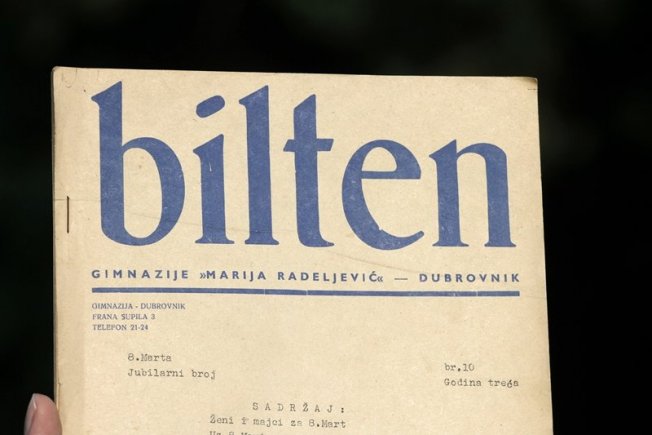 bilten
GIMNAZIJE »MARIJA RADELJEVIĆ« — DUBROVNIK
GIMNAZIJA - DUBROVNIK
FRANA SUPILA 3
TELEFON 21-24
8.Marta
Jubilarni broj
br.10
Godina trega
SADRŽAJ:
Ženi i majci za 8.Mart